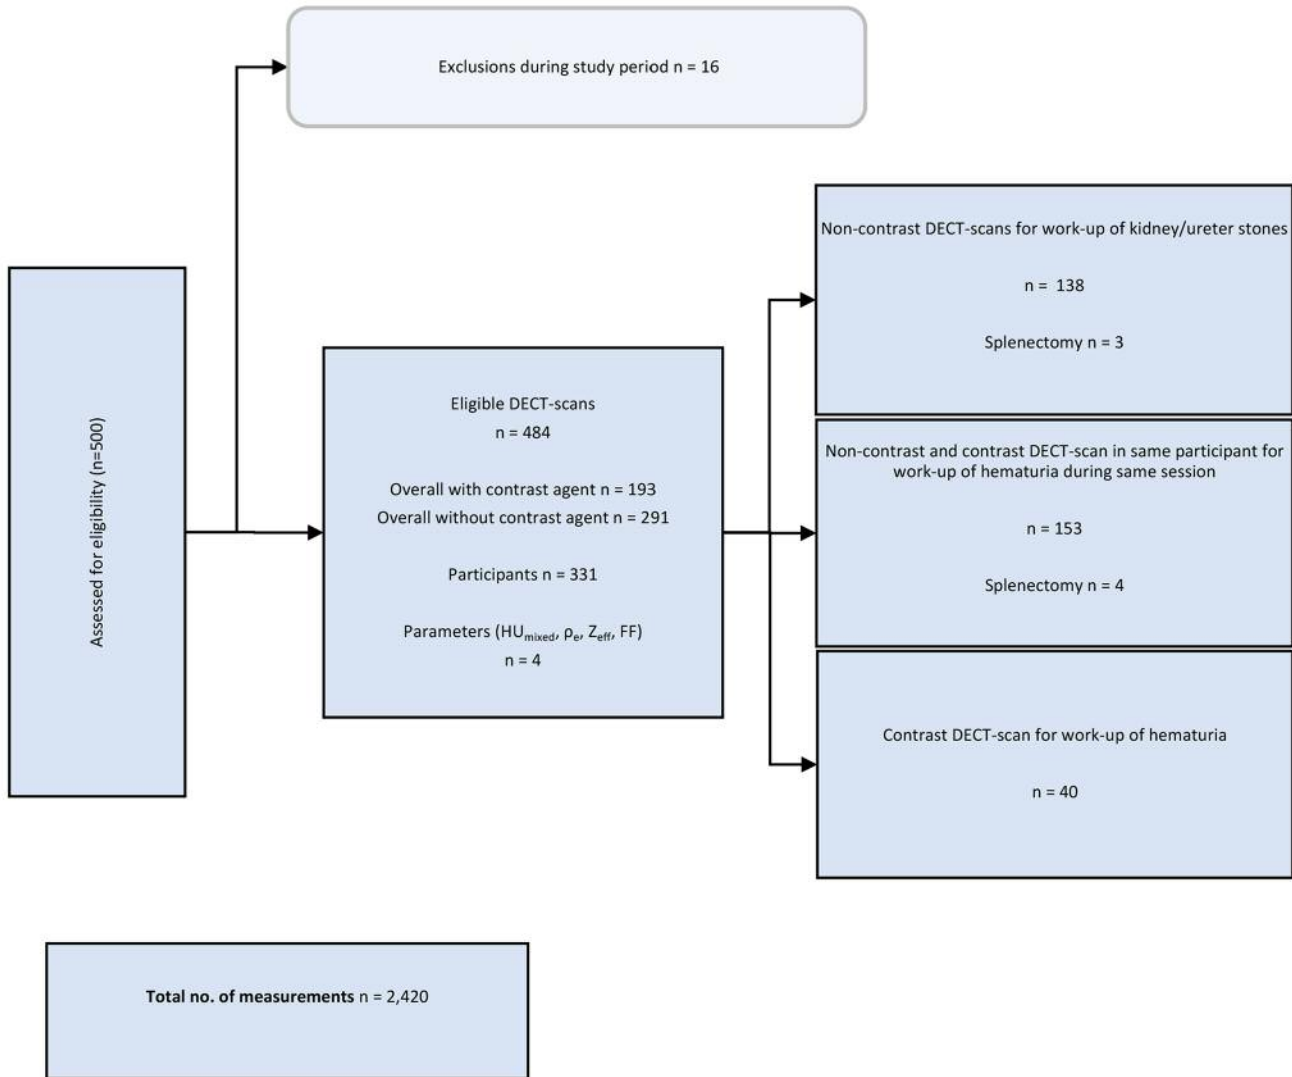 Exclusions during study period n = 16
Assessed for eligibility (n=500)
Eligible DECT-scans
n = 484
Overall with contrast agent n = 193
Overall without contrast agent n = 291
Participants n = 331
Parameters (HUmixed, ρe, Zeff, FF)
n = 4
Non-contrast DECT-scans for work-up of kidney/ureter stones
n =  138
Splenectomy n = 3
Non-contrast and contrast DECT-scan in same participant for
work-up of hematuria during same session
n = 153
Splenectomy n = 4
Contrast DECT-scan for work-up of hematuria
n = 40
Total no. of measurements n = 2,420